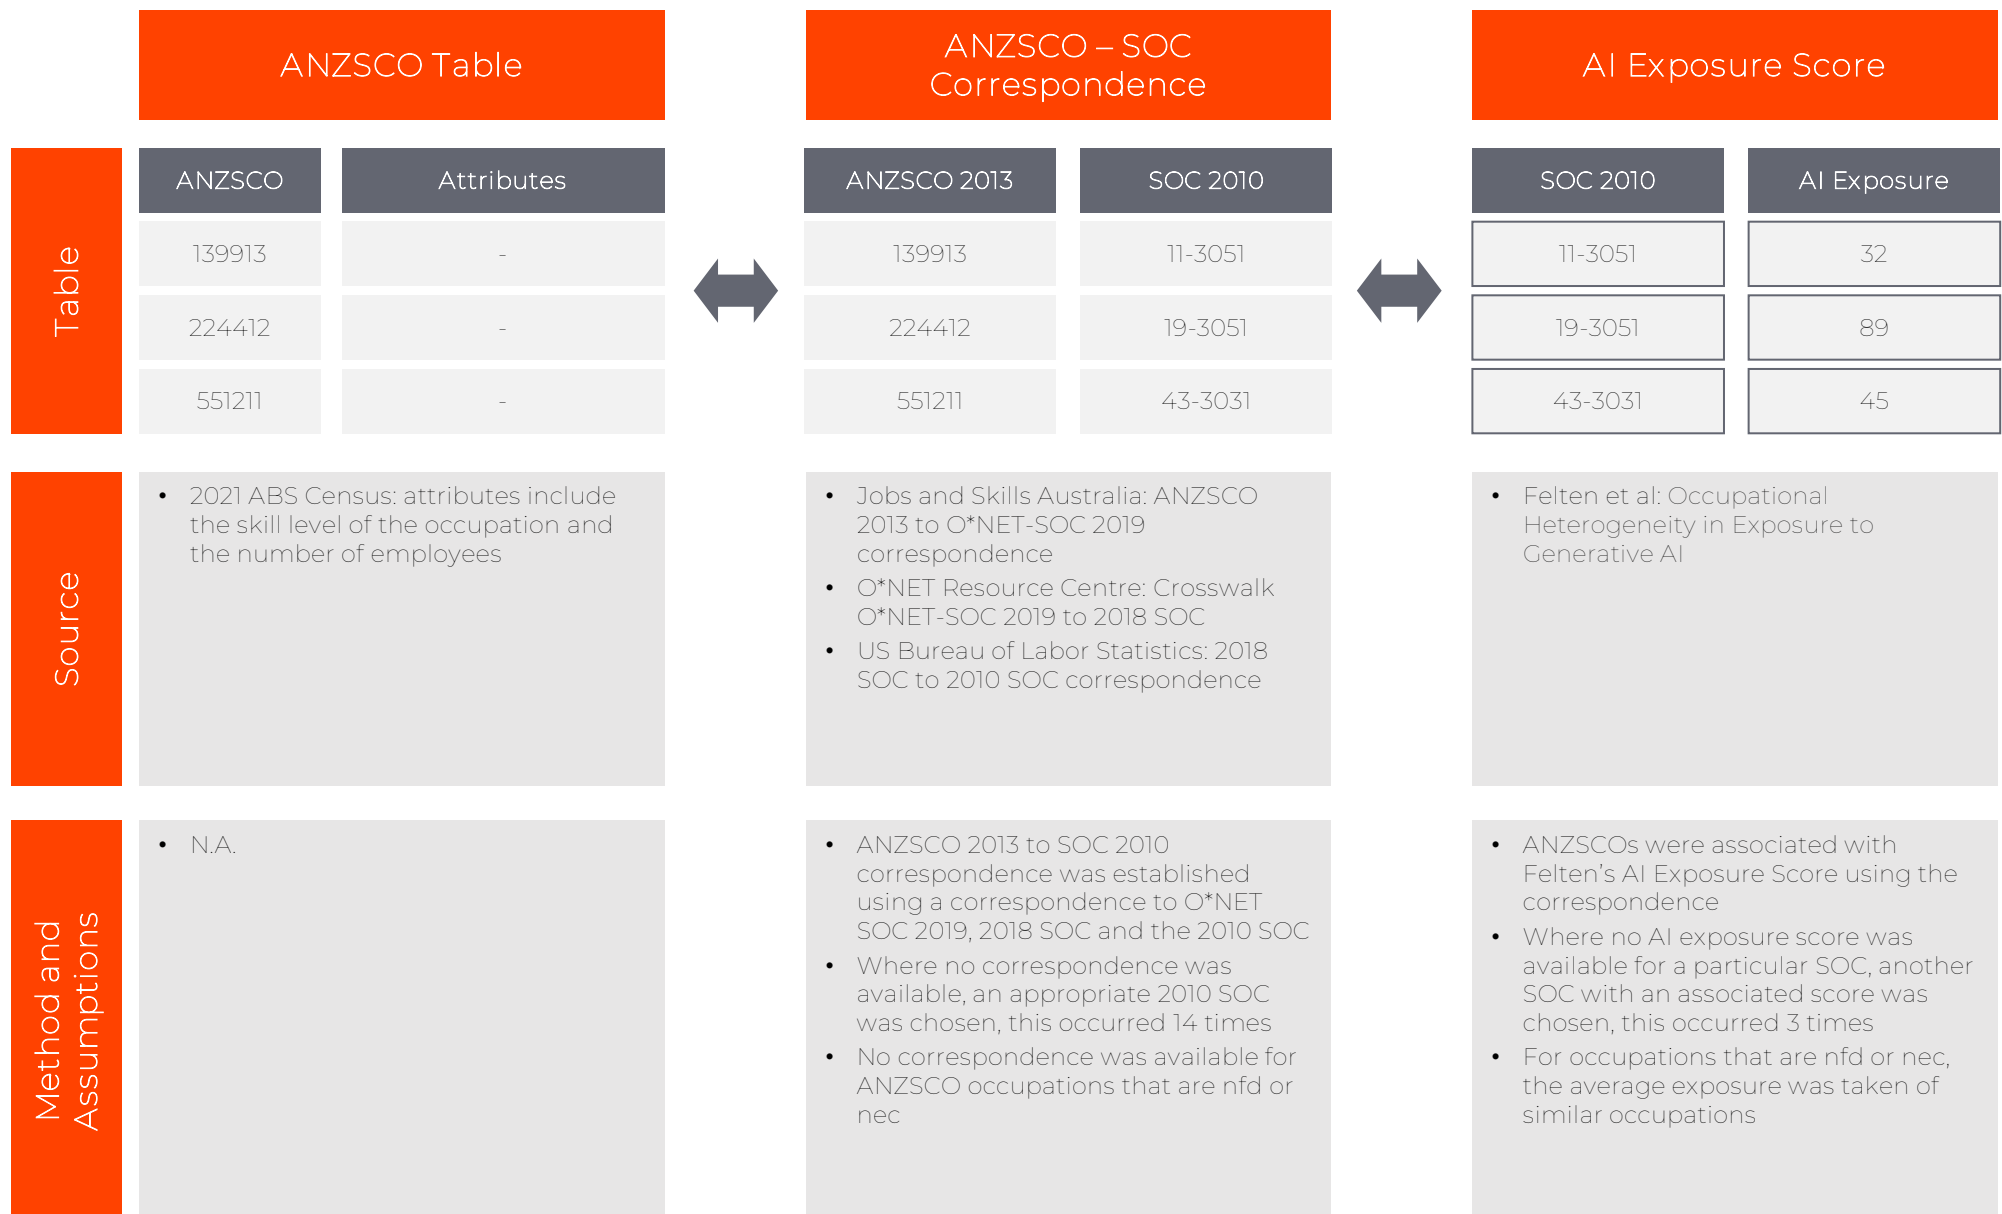 ANZSCO Table
ANZSCO – SOC
Correspondence
AI Exposure Score
Table
ANZSCO
Attributes
ANZSCO 2013
SOC 2010
SOC 2010
AI Exposure
139913
-
139913
11-3051
11-3051
32
224412
-
224412
19-3051
19-3051
89
551211
-
551211
43-3031
43-3031
45
Source
• 2021 ABS Census: attributes include
the skill level of the occupation and
the number of employees
• Jobs and Skills Australia: ANZSCO
2013 to O*NET-SOC 2019
correspondence
• O*NET Resource Centre: Crosswalk
O*NET-SOC 2019 to 2018 SOC
• US Bureau of Labor Statistics: 2018
SOC to 2010 SOC correspondence
• Felten et al: Occupational
Heterogeneity in Exposure to
Generative AI
Method and
Assumptions
• N.A.
• ANZSCO 2013 to SOC 2010
correspondence was established
using a correspondence to O*NET
SOC 2019, 2018 SOC and the 2010 SOC
• Where no correspondence was
available, an appropriate 2010 SOC
was chosen, this occurred 14 times
• No correspondence was available for
ANZSCO occupations that are nfd or
nec
• ANZSCOs were associated with
Felten's AI Exposure Score using the
correspondence
• Where no AI exposure score was
available for a particular SOC, another
SOC with an associated score was
chosen, this occurred 3 times
• For occupations that are nfd or nec,
the average exposure was taken of
similar occupations